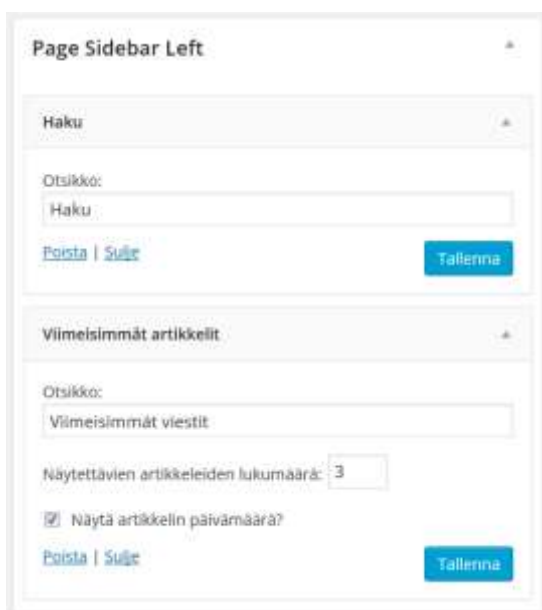 Page Sidebar Left
Haku
Otsikko:
Haku
Poista | Sulje
Tallenna
Viimeisimmät artikkelit
Otsikko:
Viimeisimmät viestit
Näytettävien artikkeleiden lukumäärä: 3
Näytä artikkelin päivämäärä?
Poista | Sulje
Tallenna